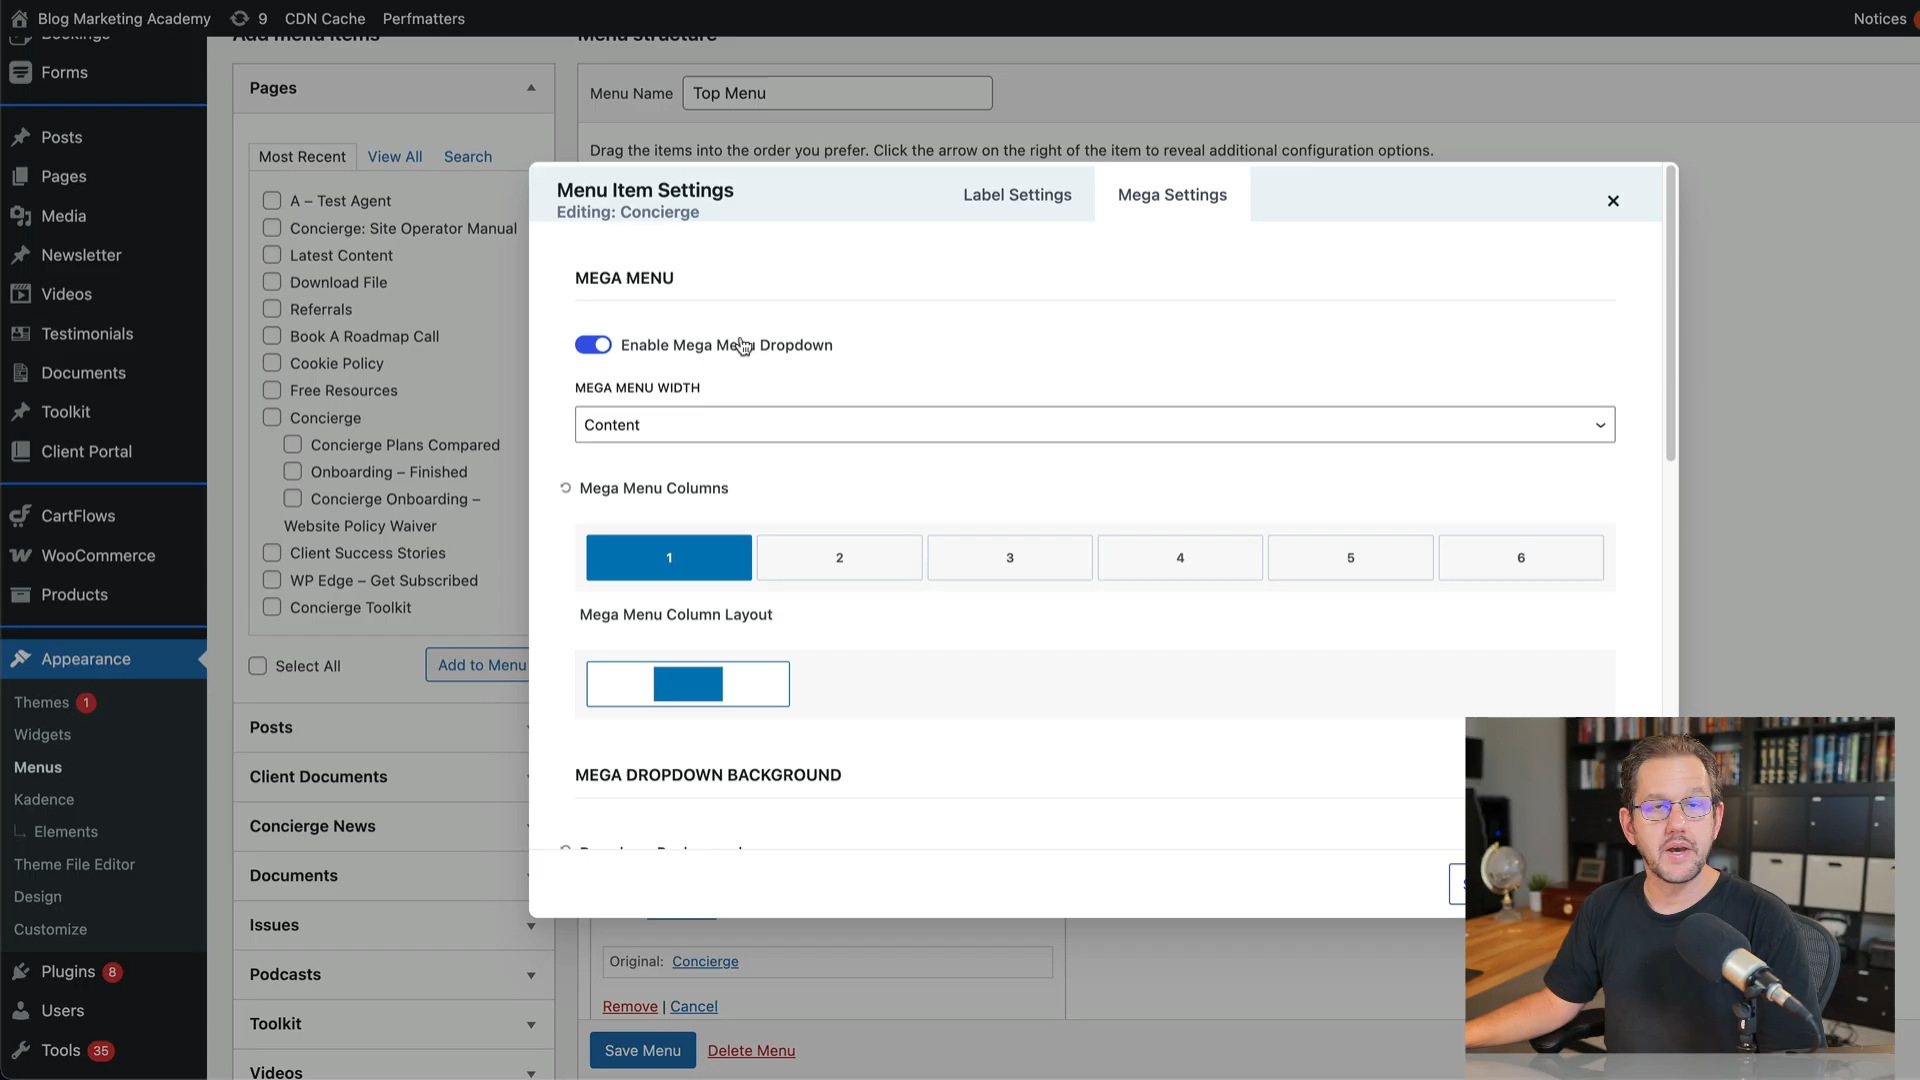 Blog Marketing Academy
9
CDN Cache
Perfmatters
Notices
Bookings
Forms
Posts
Pages
Media
Newsletter
Videos
Testimonials
Documents
Toolkit
Client Portal
CartFlows
WooCommerce
Products
Appearance
Themes 1
Widgets
Menus
Kadence
Elements
Theme File Editor
Design
Customize
Plugins 8
Users
Tools 35
Add menu items
Pages
Most Recent
View All
Search
A – Test Agent
Concierge: Site Operator Manual
Latest Content
Download File
Referrals
Book A Roadmap Call
Cookie Policy
Free Resources
Concierge
Concierge Plans Compared
Onboarding – Finished
Concierge Onboarding –
Website Policy Waiver
Client Success Stories
WP Edge – Get Subscribed
Concierge Toolkit
Select All
Add to Menu
Posts
Client Documents
Concierge News
Documents
Issues
Podcasts
Toolkit
Videos
Menu structure
Menu Name
Top Menu
Drag the items into the order you prefer. Click the arrow on the right of the item to reveal additional configuration options.
Menu Item Settings
Editing: Concierge
Label Settings
Mega Settings
MEGA MENU
Enable Mega Menu Dropdown
MEGA MENU WIDTH
Content
Mega Menu Columns
1
2
3
4
5
6
Mega Menu Column Layout
MEGA DROPDOWN BACKGROUND
Original: Concierge
Remove | Cancel
Save Menu
Delete Menu